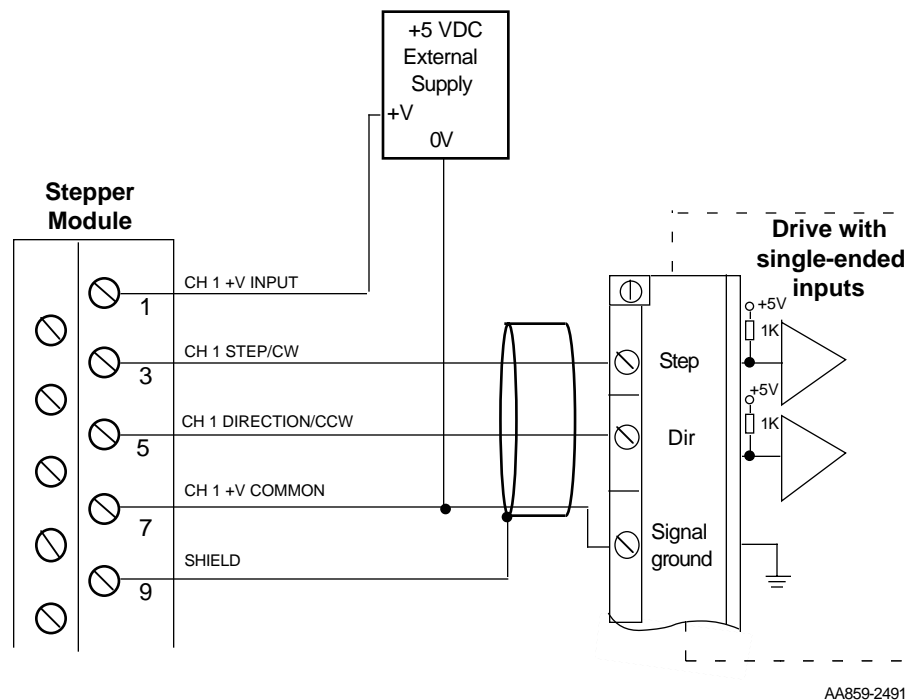 +5 VDC
External
Supply
+V
0V
Stepper
Module
CH 1 +V INPUT
1
CH 1 STEP/CW
3
CH 1 DIRECTION/CCW
5
CH 1 +V COMMON
7
SHIELD
9
Drive with
single-ended
inputs
+5V
1K
Step
+5V
1K
Dir
Signal
ground
AA859-2491